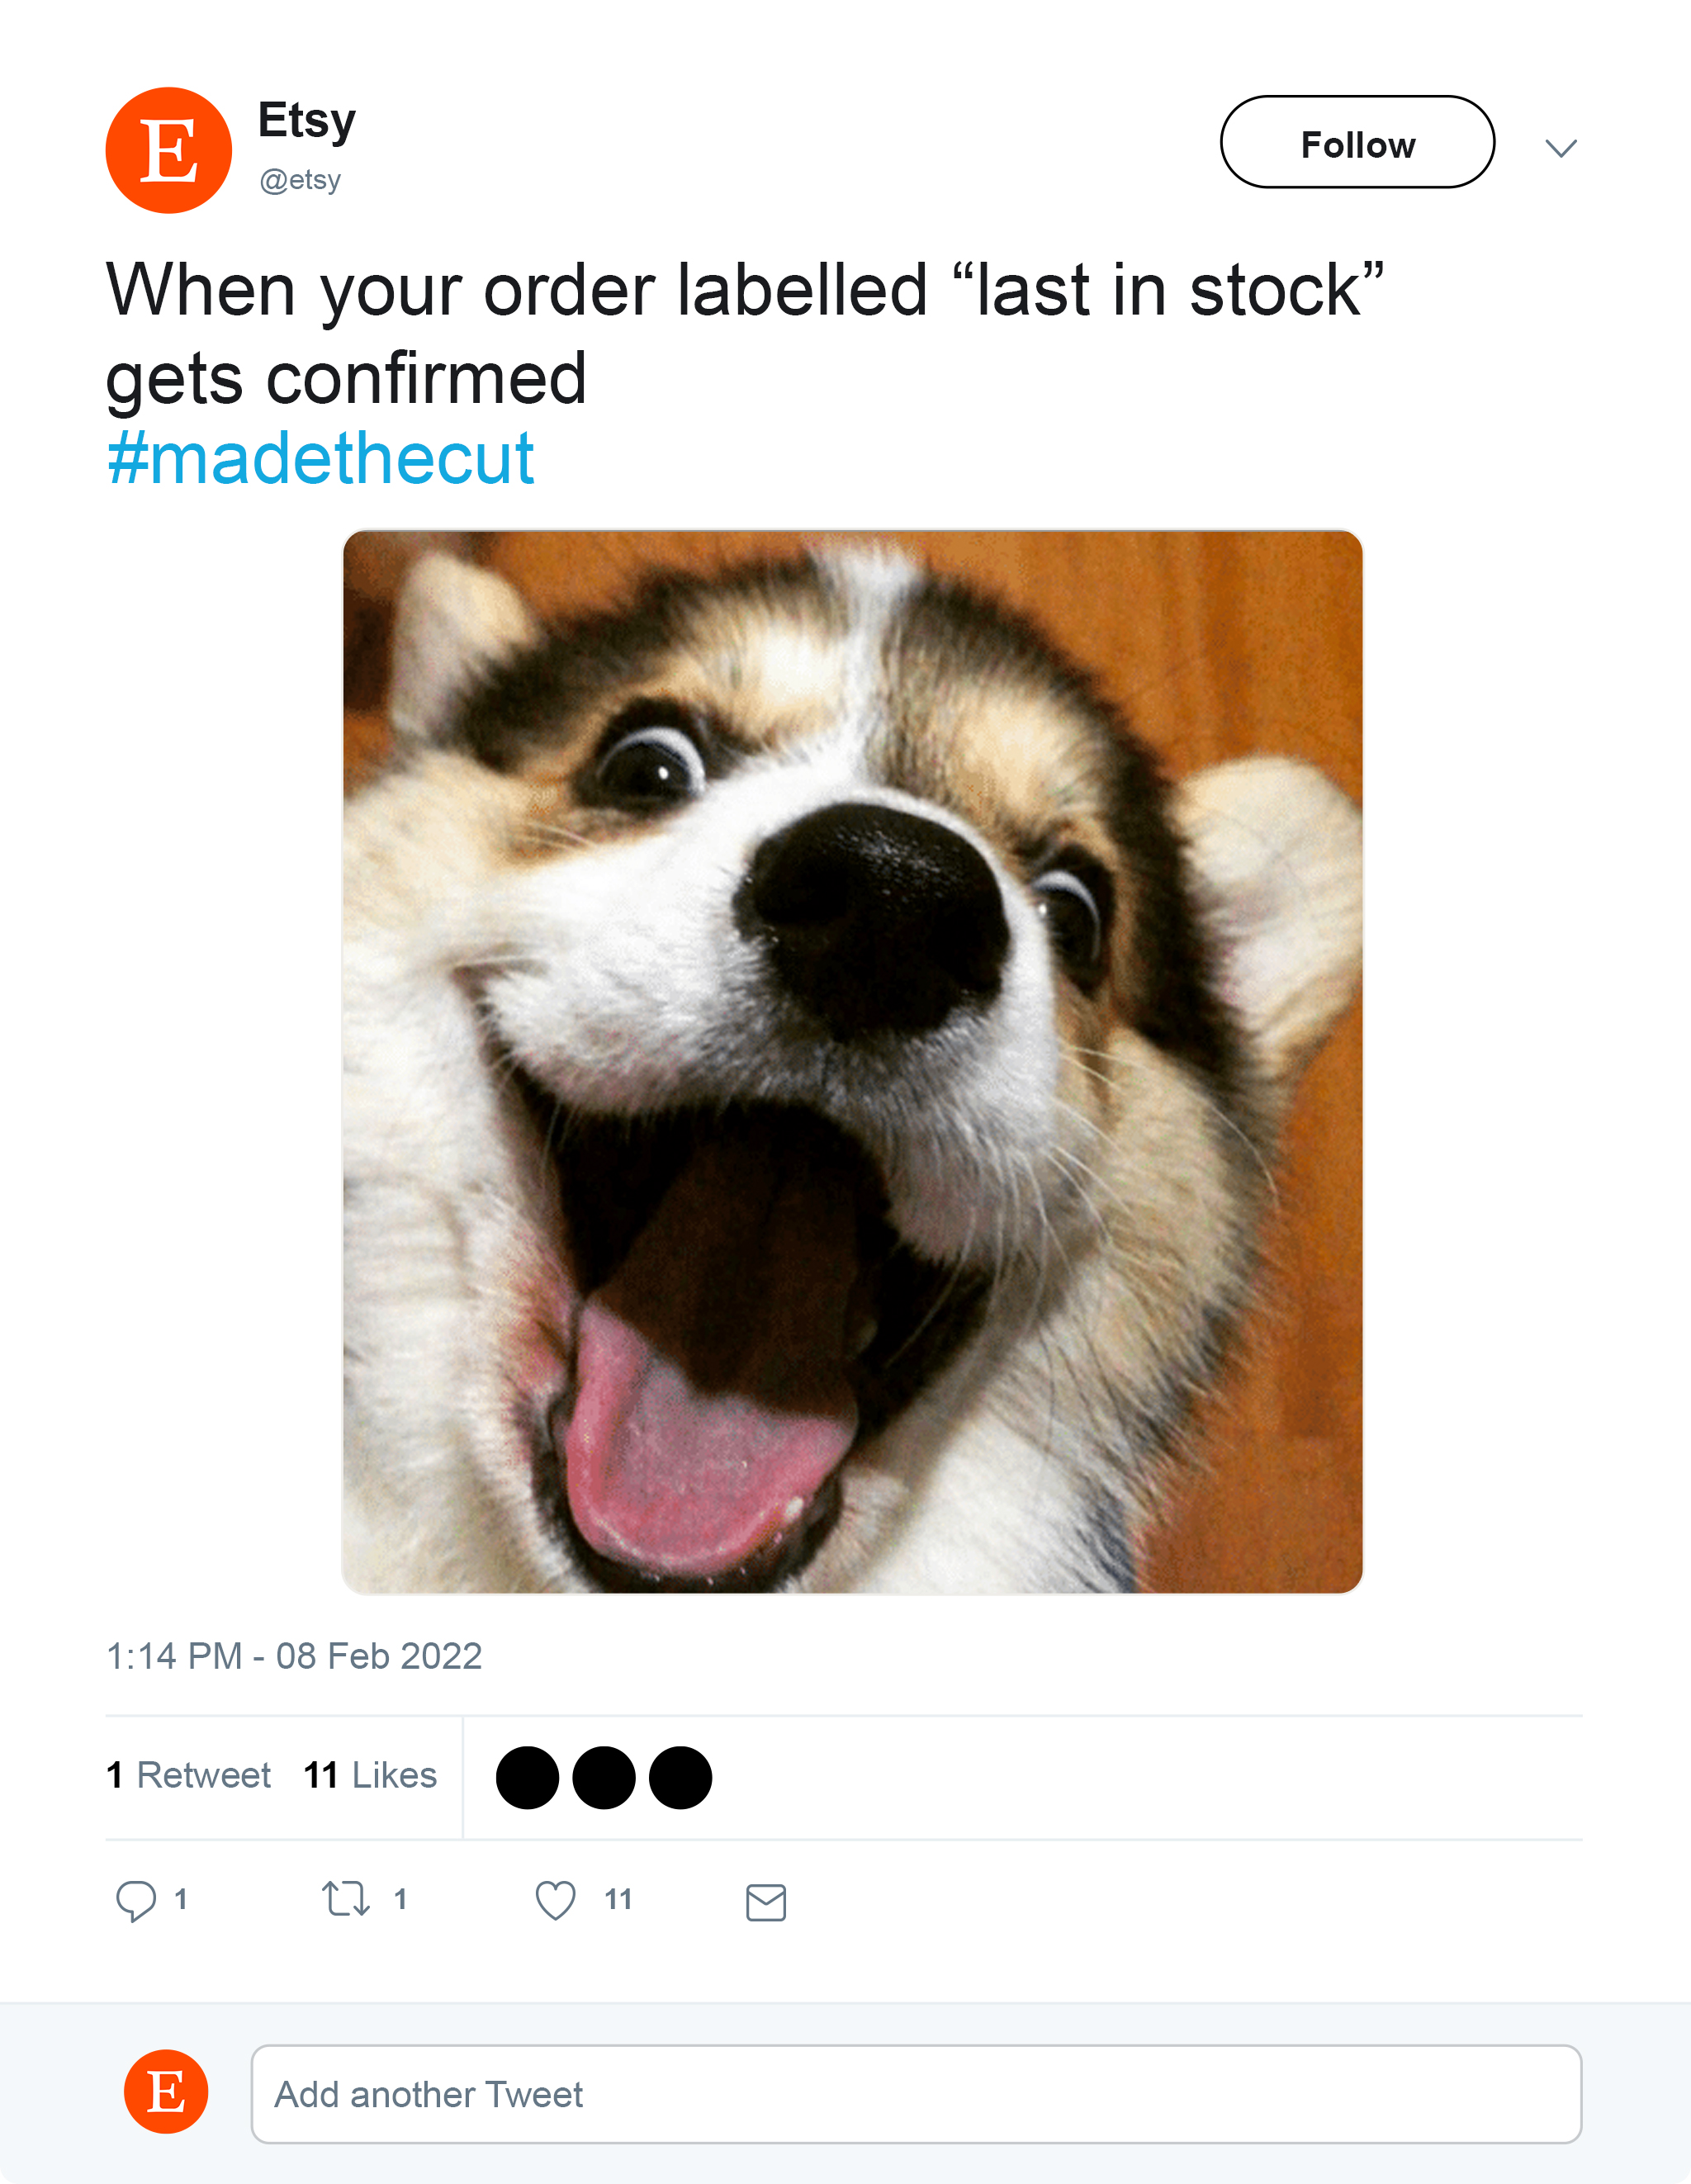 E
Etsy
@etsy
Follow
When your order labelled “last in stock”
gets confirmed
#madethecut
1:14 PM - 08 Feb 2022
1 Retweet 11 Likes
1 1 11
E
Add another Tweet